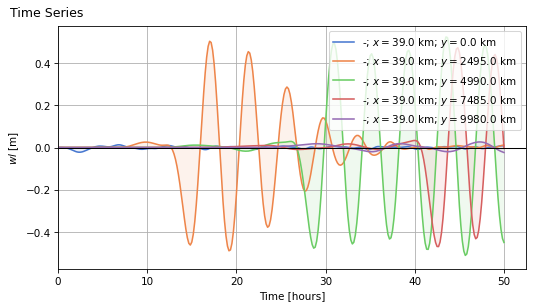 Time Series
-; x = 39.0 km; y = 0.0 km
-; x = 39.0 km; y = 2495.0 km
-; x = 39.0 km; y = 4990.0 km
-; x = 39.0 km; y = 7485.0 km
-; x = 39.0 km; y = 9980.0 km
0.4
0.2
0.0
−0.2
−0.4
wl [m]
0 10 20 30 40 50
Time [hours]